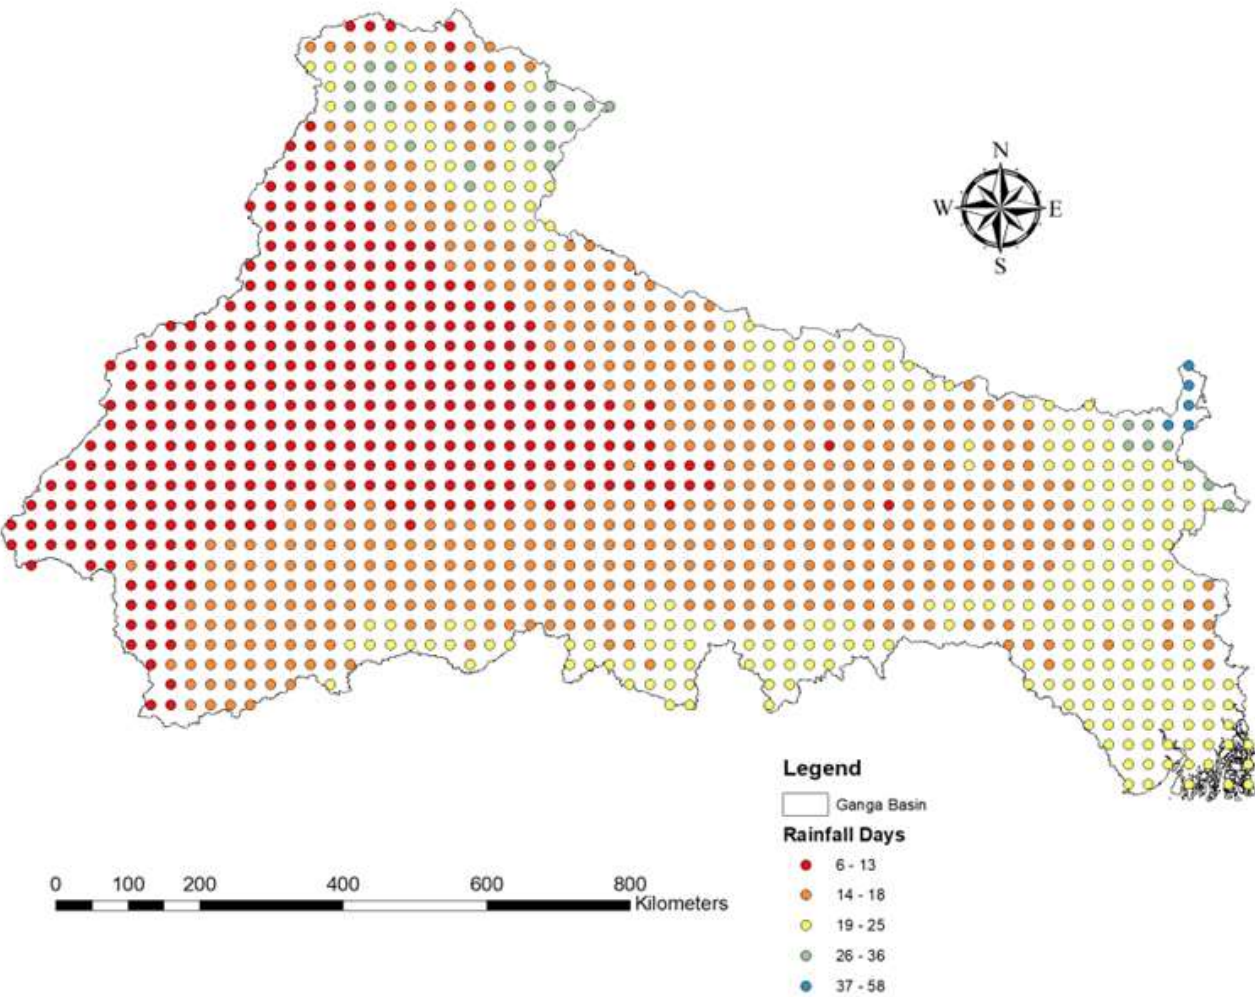 N
W E
S
Legend
Ganga Basin
Rainfall Days
6 - 13
14 - 18
19 - 25
26 - 36
37 - 58
0 100 200 400 600 800
Kilometers